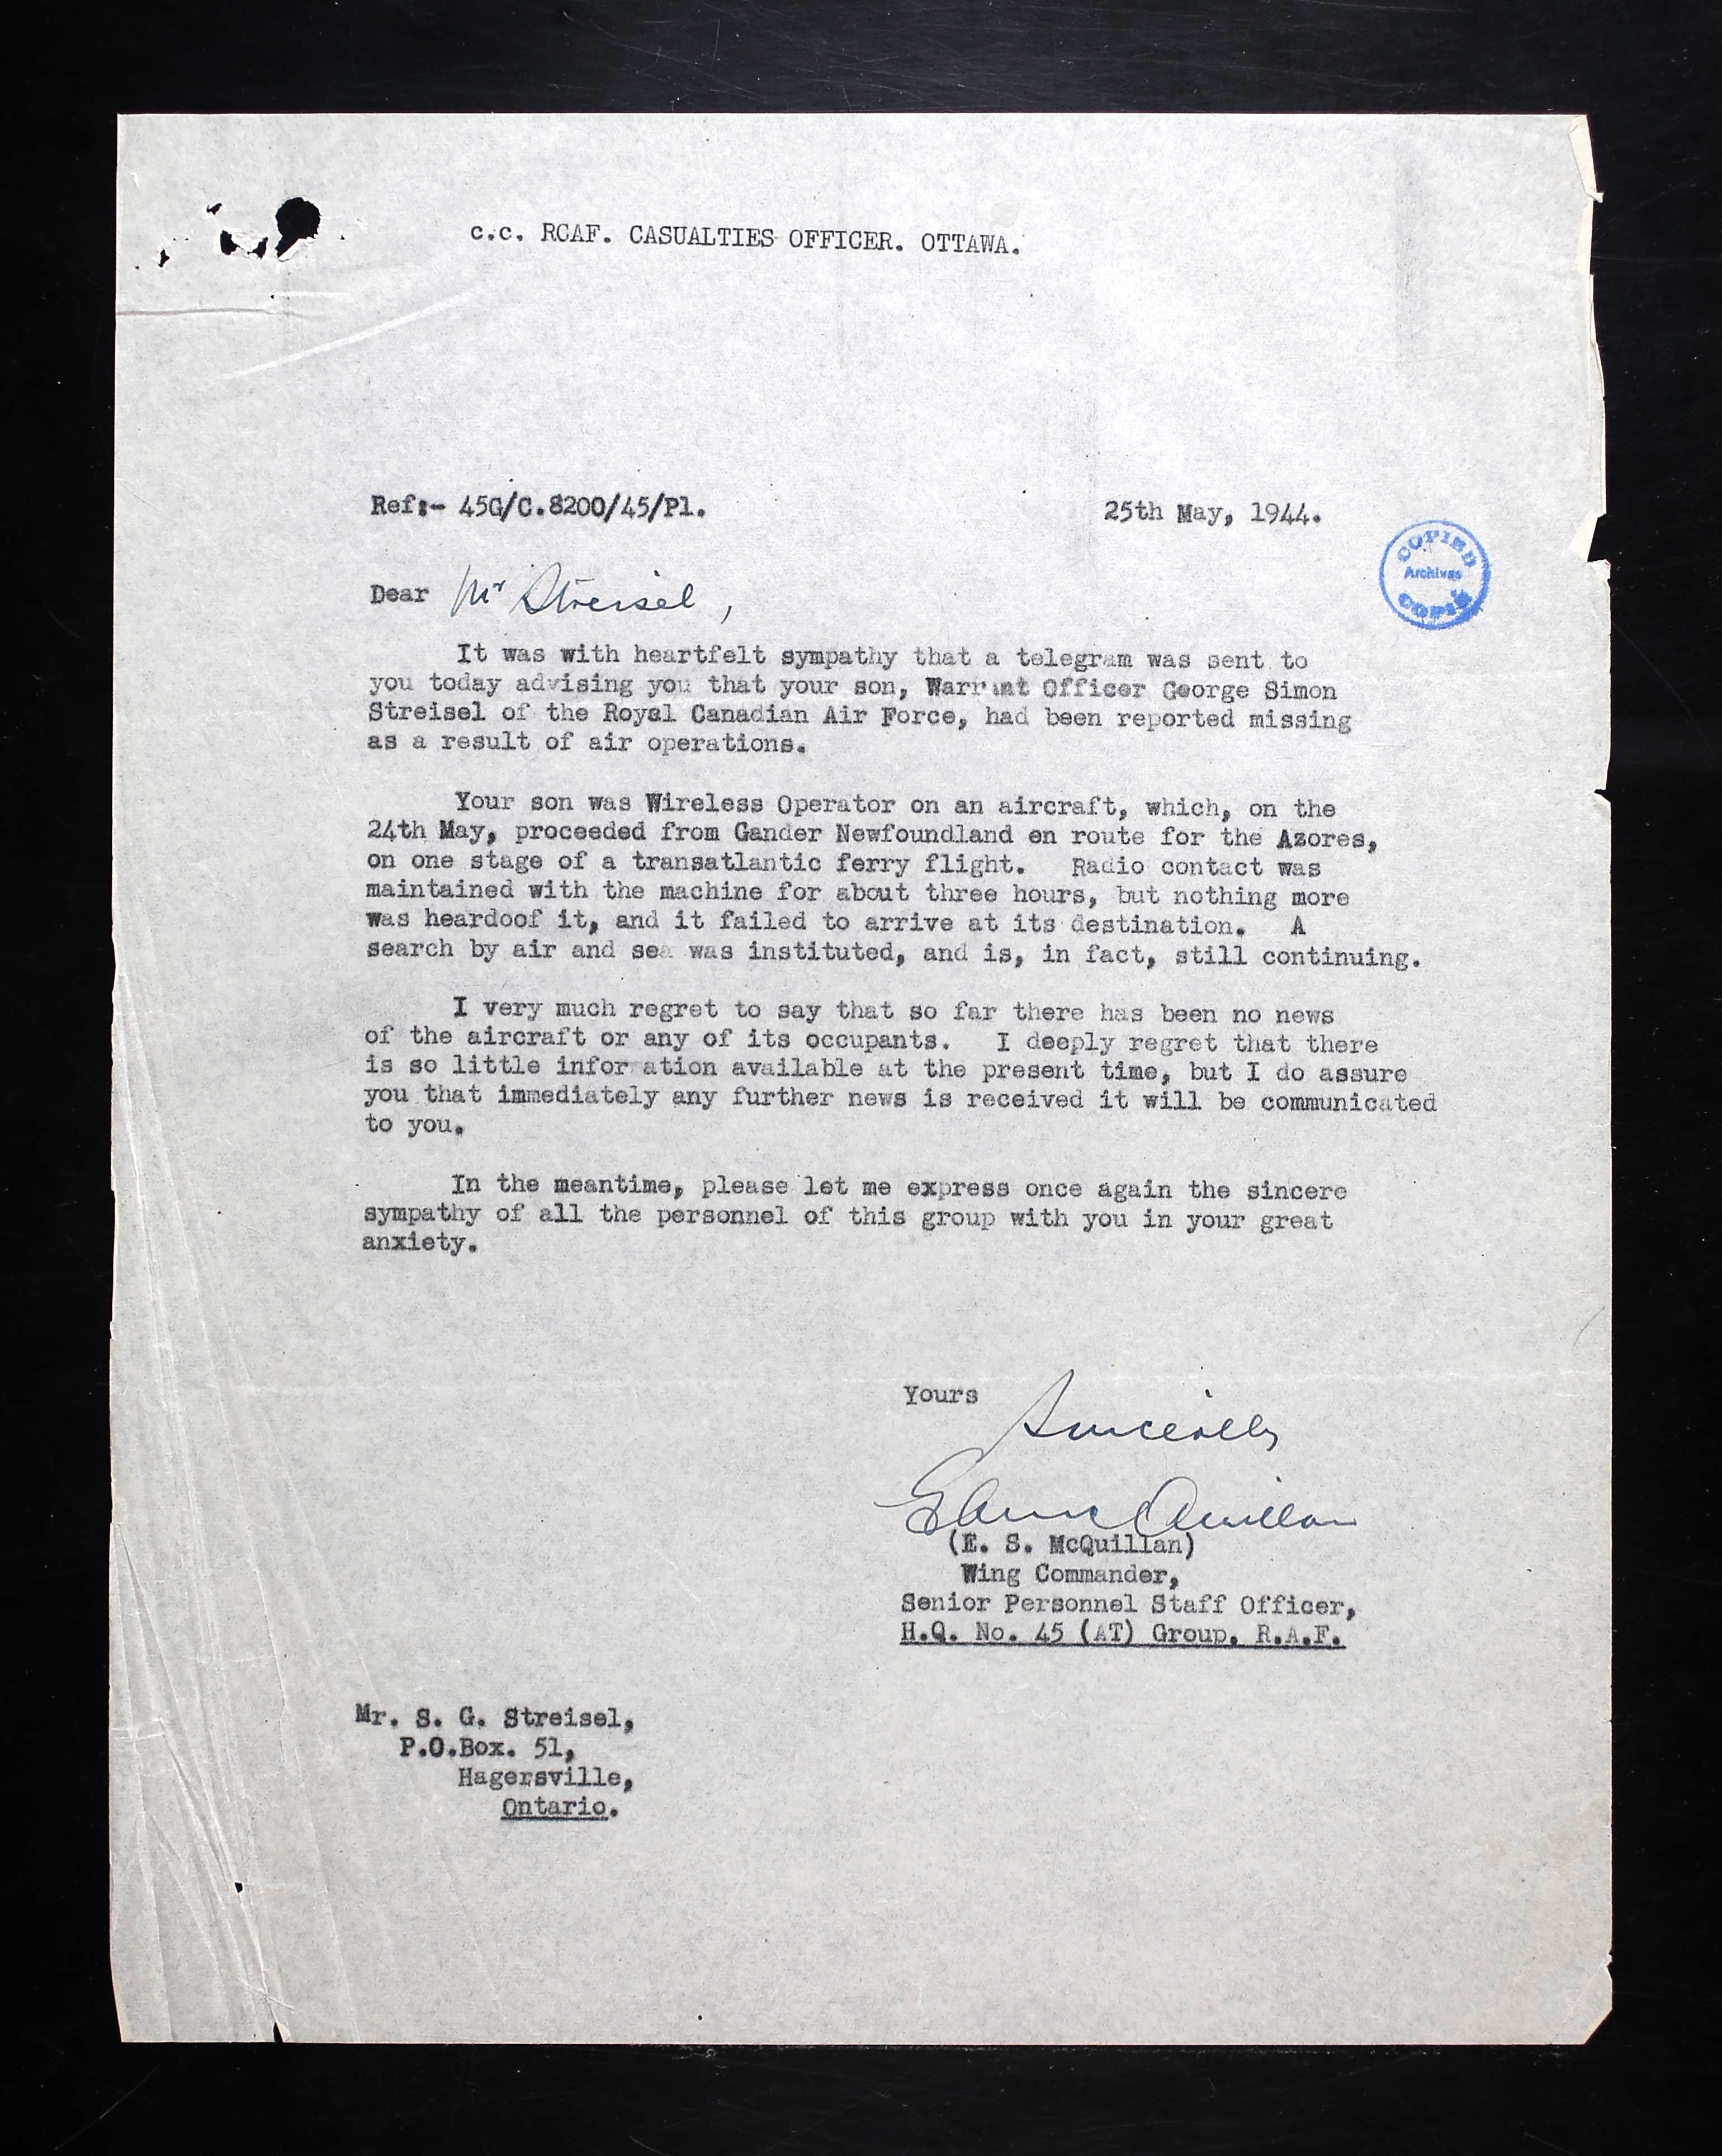 c.c. RCAF. CASUALTIES OFFICER. OTTAWA.
Ref:- 45G/C.8200/45/Pl.
25th May, 1944.
COPIED
Archives
COPIÉ
Dear Mr Streisel,
It was with heartfelt sympathy that a telegram was sent to
you today advising you that your son, Warrant Officer George Simon
Streisel of the Royal Canadian Air Force, had been reported missing
as a result of air operations.
Your son was Wireless Operator on an aircraft, which, on the
24th May, proceeded from Gander Newfoundland en route for the Azores,
on one stage of a transatlantic ferry flight. Radio contact was
maintained with the machine for about three hours, but nothing more
was heardoof it, and it failed to arrive at its destination. A
search by air and sea was instituted, and is, in fact, still continuing.
I very much regret to say that so far there has been no news
of the aircraft or any of its occupants. I deeply regret that there
is so little infor ation available at the present time, but I do assure
you that immediately any further news is received it will be communicated
to you.
In the meantime, please let me express once again the sincere
sympathy of all the personnel of this group with you in your great
anxiety.
Yours Sincerely
ESMcQuillan
(E. S. McQuillan)
Wing Commander,
Senior Personnel Staff Officer,
H.Q. No. 45 (AT) Group. R.A.F.
Mr. S. G. Streisel,
P.O.Box. 51,
Hagersville,
Ontario.